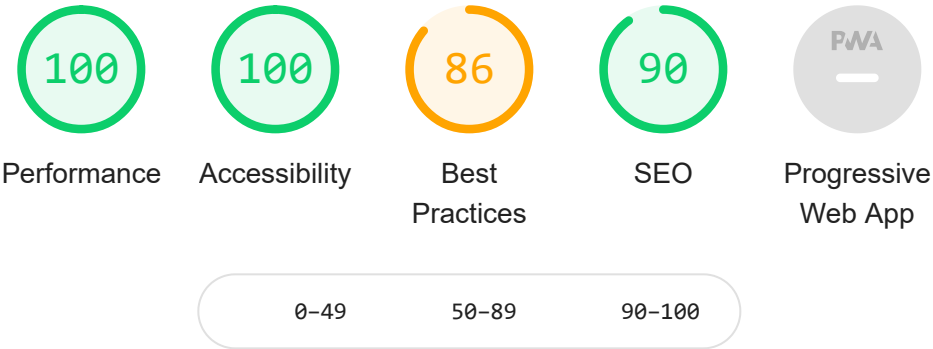 100 100 86 90 PWA
Performance Accessibility Best SEO Progressive
Practices Web App
0–49 50–89 90–100